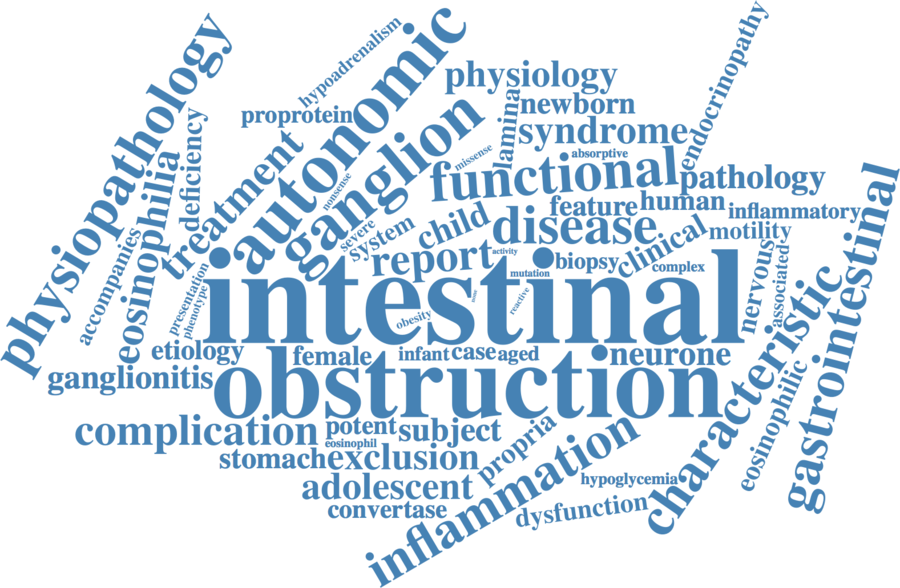 physiopathology
hypoadrenalism
autonomic
proprotein
physiology
endocrinopathy
newborn
lamina
syndrome
deficiency
ganglion
missense
absorptive
eosinophilia
treatment
nonsense
functional
pathology
feature
human
inflammatory
gastrointestinal
severe
system
child
disease
clinical
motility
accompanies
report
activity
biopsy
complex
nervous
associated
presentation
phenotype
mutation
intestinal
reactive
obesity
characteristic
etiology
female
infant
case
aged
neurone
ganglionitis
obstruction
eosinophilic
complication
potent
subject
eosinophil
stomach
exclusion
propria
inflammation
adolescent
hypoglycemia
convertase
dysfunction